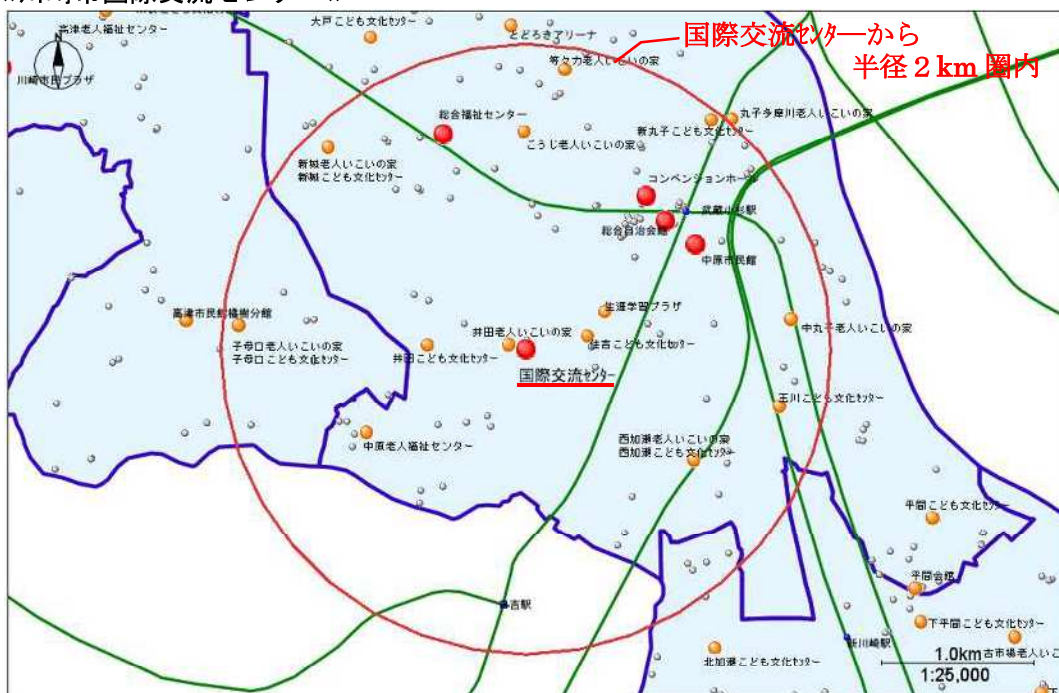 高津老人福祉センター
大戸こども文化センター
とどろきアリーナ
国際交流センターから
半径２km圏内
等々力老人いこいの家
川崎市民プラザ
総合福祉センター
こうじ老人いこいの家
新丸子こども文化センター
丸子多摩川老人いこいの家
新城老人いこいの家
新城こども文化センター
コンベンションホール
武蔵小杉駅
総合自治会館
中原市民館
高津市民館橘樹分館
生涯学習プラザ
中丸子老人いこいの家
子母口老人いこいの家
子母口こども文化センター
井田老人いこいの家
井田こども文化センター
住吉こども文化センター
国際交流センター
玉川こども文化センター
中原老人福祉センター
西加瀬老人いこいの家
西加瀬こども文化センター
平間こども文化センター
平間会館
日吉駅
下平間こども文化センター
新川崎駅
北加瀬こども文化センター
1.0km
古市場老人いこ
1:25,000